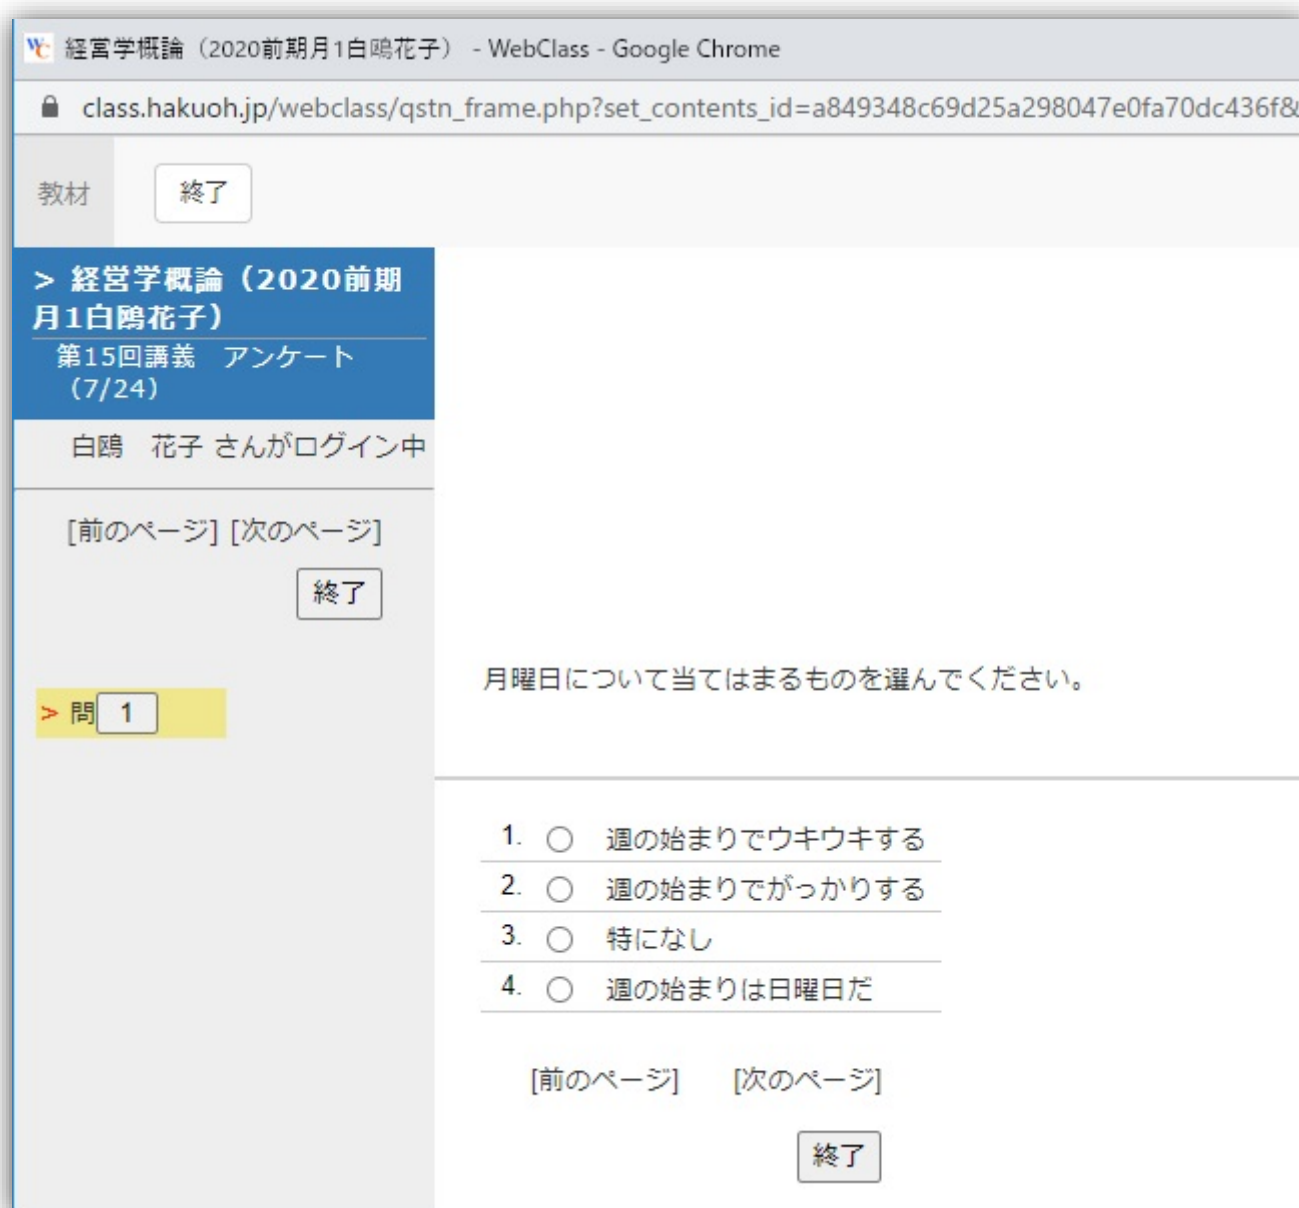 経営学概論（2020前期月1白鴎花子） - WebClass - Google Chrome
class.hakuoh.jp/webclass/qstn_frame.php?set_contents_id=a849348c69d25a298047e0fa70dc436f&
教材
終了
> 経営学概論（2020前期
月1白鴎花子）
第15回講義　アンケート
（7/24）
白鴎　花子 さんがログイン中
[前のページ] [次のページ]
終了
> 問 1
月曜日について当てはまるものを選んでください。
1. 週の始まりでウキウキする
2. 週の始まりでがっかりする
3. 特になし
4. 週の始まりは日曜日だ
[前のページ] [次のページ]
終了